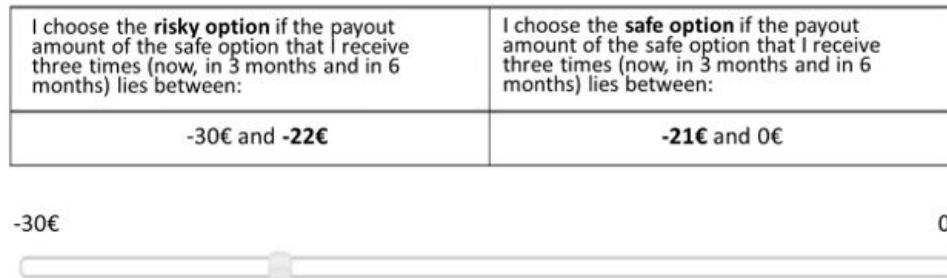 I choose the risky option if the payout
amount of the safe option that I receive
three times (now, in 3 months and in 6
months) lies between:
I choose the safe option if the payout
amount of the safe option that I receive
three times (now, in 3 months and in 6
months) lies between:
-30€ and -22€
-21€ and 0€
-30€
0